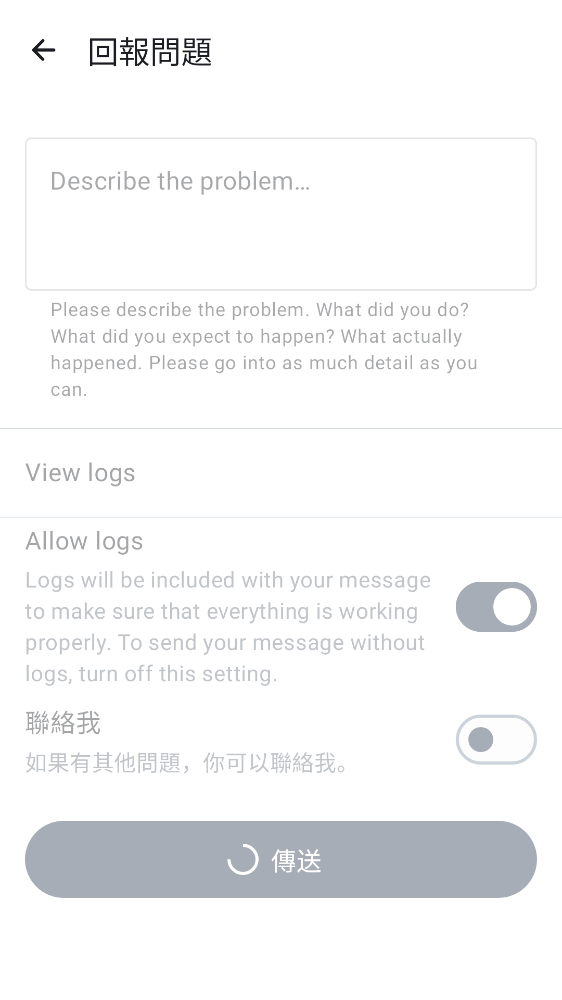 回報問題
Describe the problem…
Please describe the problem. What did you do?
What did you expect to happen? What actually
happened. Please go into as much detail as you
can.
View logs
Allow logs
Logs will be included with your message
to make sure that everything is working
properly. To send your message without
logs, turn off this setting.
聯絡我
如果有其他問題，你可以聯絡我。
傳送